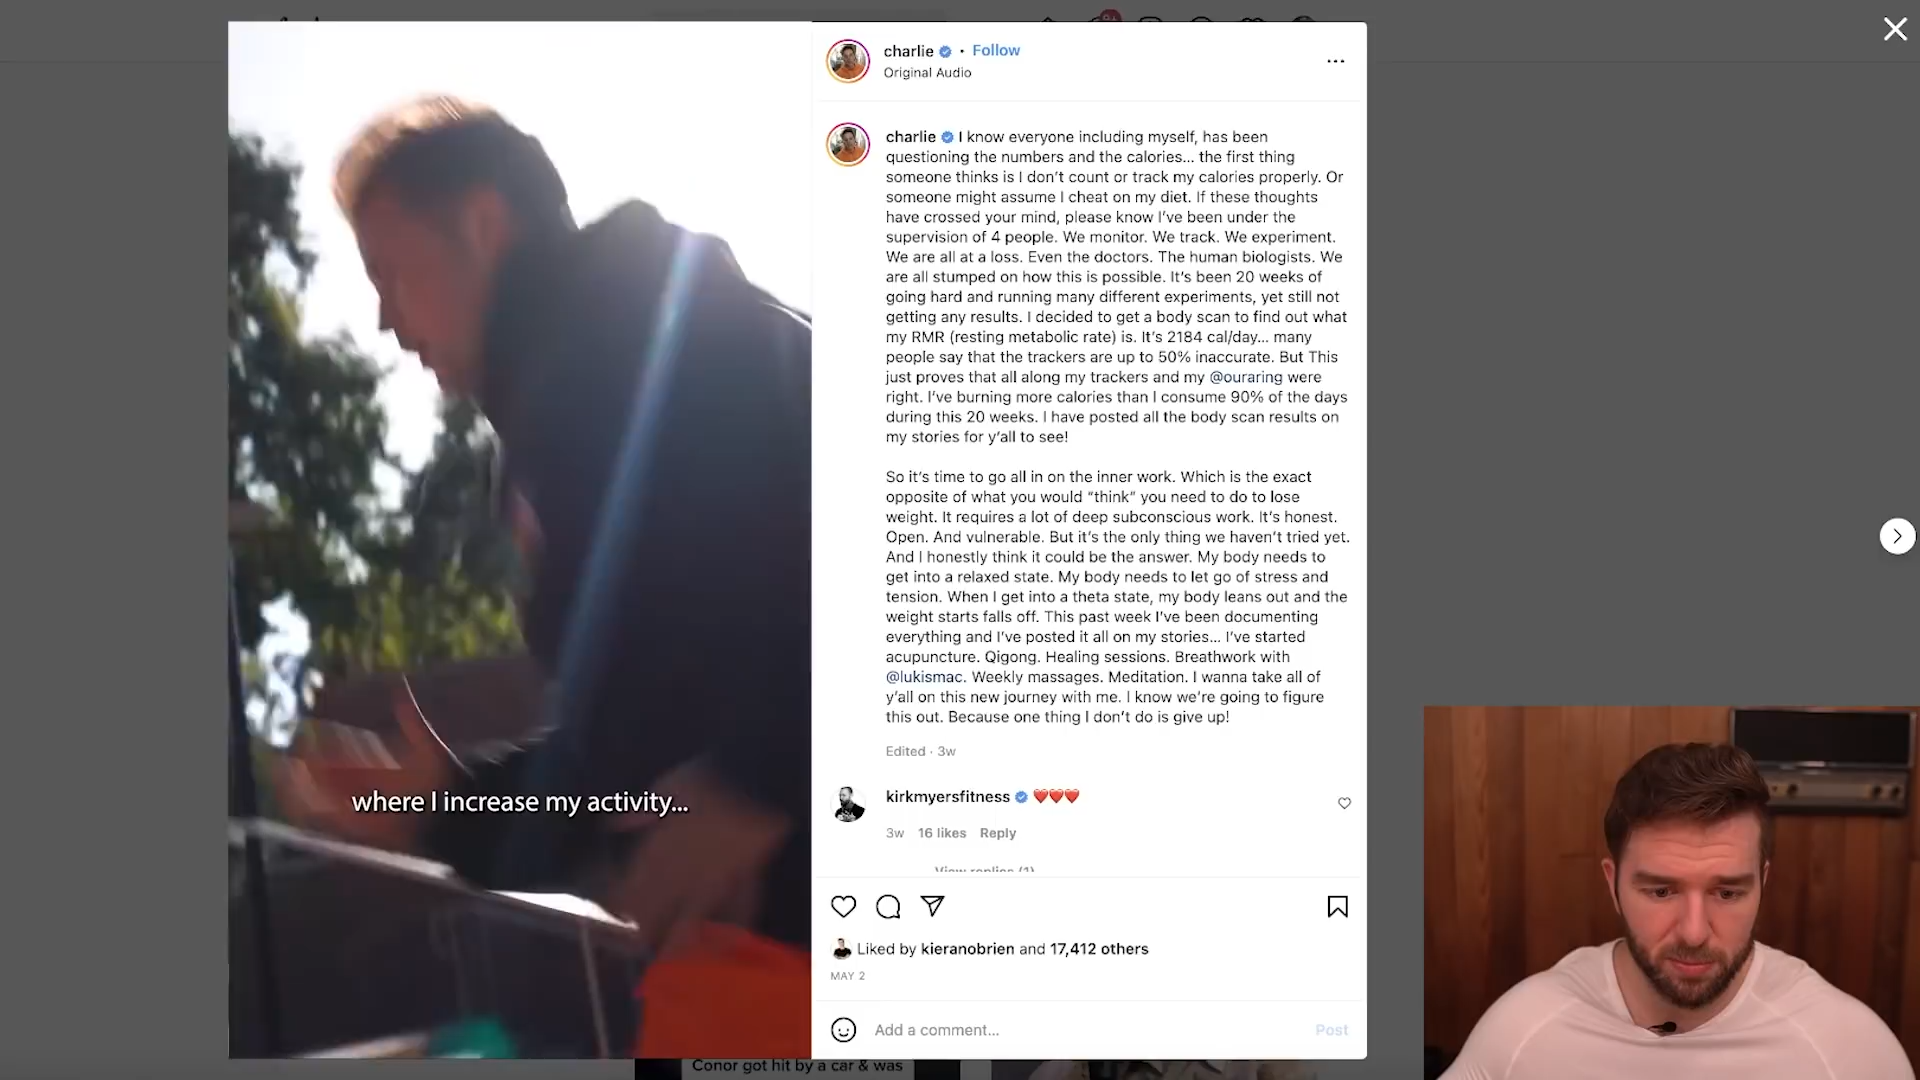 where I increase my activity...
charlie • Follow
Original Audio
charlie I know everyone including myself, has been
questioning the numbers and the calories... the first thing
someone thinks is I don't count or track my calories properly. Or
someone might assume I cheat on my diet. If these thoughts
have crossed your mind, please know I've been under the
supervision of 4 people. We monitor. We track. We experiment.
We are all at a loss. Even the doctors. The human biologists. We
are all stumped on how this is possible. It's been 20 weeks of
going hard and running many different experiments, yet still not
getting any results. I decided to get a body scan to find out what
my RMR (resting metabolic rate) is. It's 2184 cal/day... many
people say that the trackers are up to 50% inaccurate. But This
just proves that all along my trackers and my @ouraring were
right. I've burning more calories than I consume 90% of the days
during this 20 weeks. I have posted all the body scan results on
my stories for y'all to see!
So it's time to go all in on the inner work. Which is the exact
opposite of what you would “think” you need to do to lose
weight. It requires a lot of deep subconscious work. It's honest.
Open. And vulnerable. But it's the only thing we haven't tried yet.
And I honestly think it could be the answer. My body needs to
get into a relaxed state. My body needs to let go of stress and
tension. When I get into a theta state, my body leans out and the
weight starts falls off. This past week I've been documenting
everything and I've posted it all on my stories... I've started
acupuncture. Qigong. Healing sessions. Breathwork with
@lukismac. Weekly massages. Meditation. I wanna take all of
y'all on this new journey with me. I know we're going to figure
this out. Because one thing I don't do is give up!
Edited · 3w
kirkmyersfitness ❤️❤️❤️
3w 16 likes Reply
View replies (1)
Liked by kieranobrien and 17,412 others
MAY 2
Add a comment...
Post
Conor got hit by a car & was